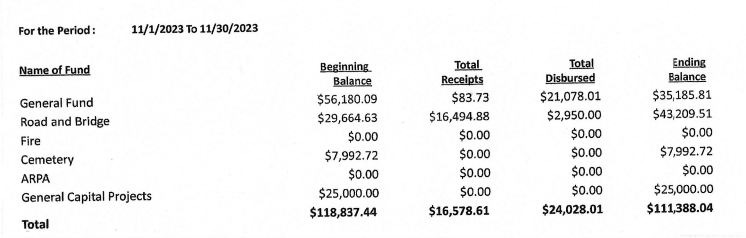 For the Period : 11/1/2023 To 11/30/2023
Name of Fund Beginning Balance Total Receipts Total Disbursed Ending Balance
General Fund $56,180.09 $83.73 $21,078.01 $35,185.81
Road and Bridge $29,664.63 $16,494.88 $2,950.00 $43,209.51
Fire $0.00 $0.00 $0.00 $0.00
Cemetery $7,992.72 $0.00 $0.00 $7,992.72
ARPA $0.00 $0.00 $0.00 $0.00
General Capital Projects $25,000.00 $0.00 $0.00 $25,000.00
Total $118,837.44 $16,578.61 $24,028.01 $111,388.04